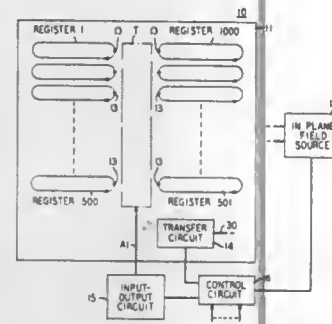 10
REGISTER 1
O
T
O
REGISTER 1000
11
13
13
13
13
IN PLANE
FIELD
SOURCE
REGISTER 500
REGISTER 501
TRANSFER
CIRCUIT
30
14
A1
INPUT-
OUTPUT
CIRCUIT
15
CONTROL
CIRCUIT